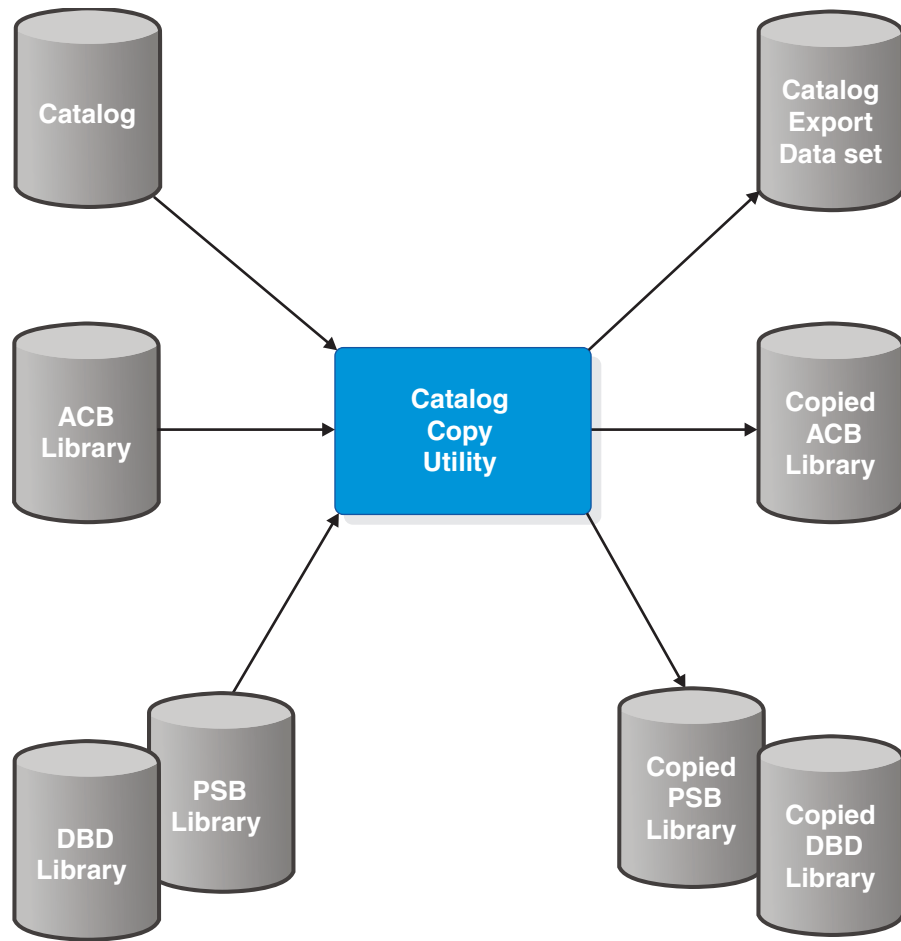 Catalog
Catalog
Export
Data set
ACB
Library
Catalog
Copy
Utility
Copied
ACB
Library
PSB
Library
DBD
Library
Copied
PSB
Library
Copied
DBD
Library